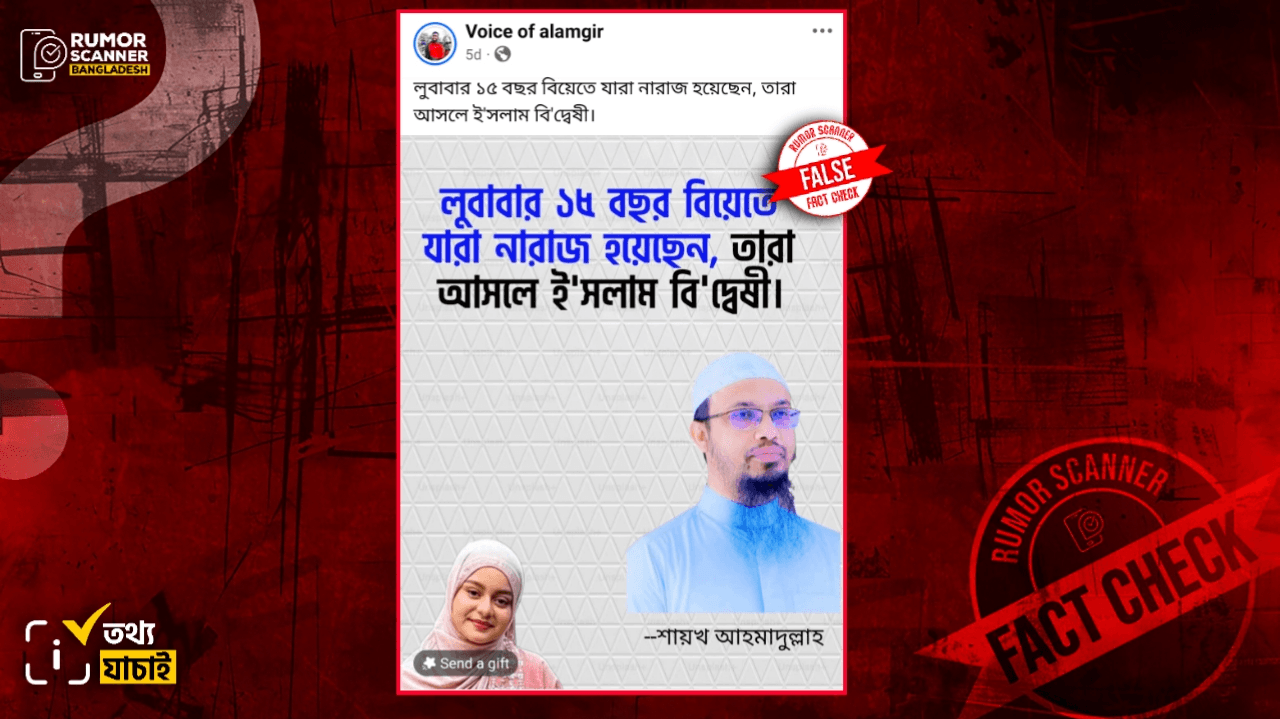 RUMOR
SCANNER
BANGLADESH
Voice of alamgir
5d ·
লুবাবার ১৫ বছর বিয়েতে যারা নারাজ হয়েছেন, তারা
আসলে ই'সলাম বি'দ্বেষী।
RUMOR SCANNER
FALSE
FACT CHECK
লুবাবার ১৫ বছর বিয়েতে
যারা নারাজ হয়েছেন, তারা
আসলে ই'সলাম বি'দ্বেষী।
--শায়খ আহমাদুল্লাহ
Send a gift
তথ্য
যাচাই
RUMOR SCANNER
FACT CHECK